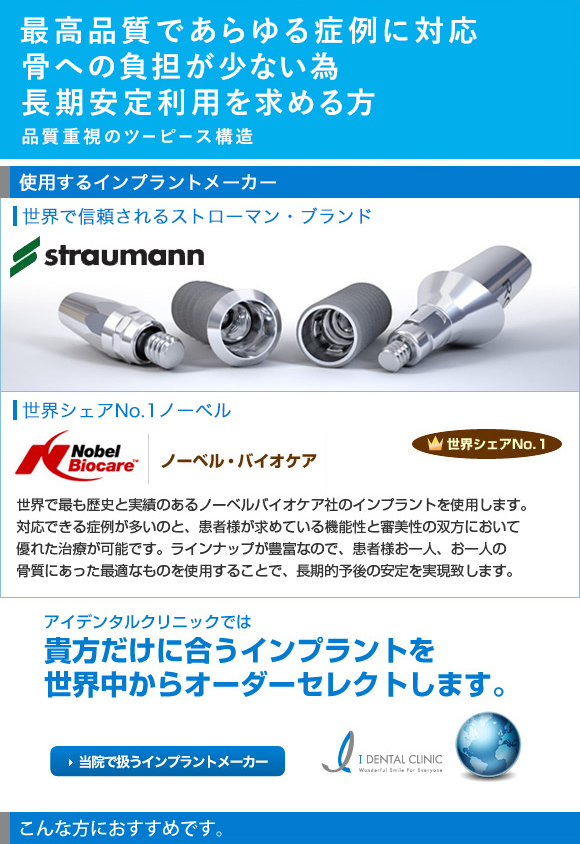 最高品質であらゆる症例に対応
骨への負担が少ない為
長期安定利用を求める方
品質重視のツーピース構造
使用するインプラントメーカー
世界で信頼されるストローマン・ブランド
straumann
世界シェアNo.1ノーベル
Nobel
Biocare™
ノーベル・バイオケア
世界シェアNo.1
世界で最も歴史と実績のあるノーベルバイオケア社のインプラントを使用します。
対応できる症例が多いのと、患者様が求めている機能性と審美性の双方において
優れた治療が可能です。ラインナップが豊富なので、患者様お一人、お一人の
骨質にあった最適なものを使用することで、長期的予後の安定を実現致します。
アイデンタルクリニックでは
貴方だけに合うインプラントを
世界中からオーダーセレクトします。
当院で扱うインプラントメーカー
I DENTAL CLINIC
Wonderful Smile For Everyone
こんな方におすすめです。